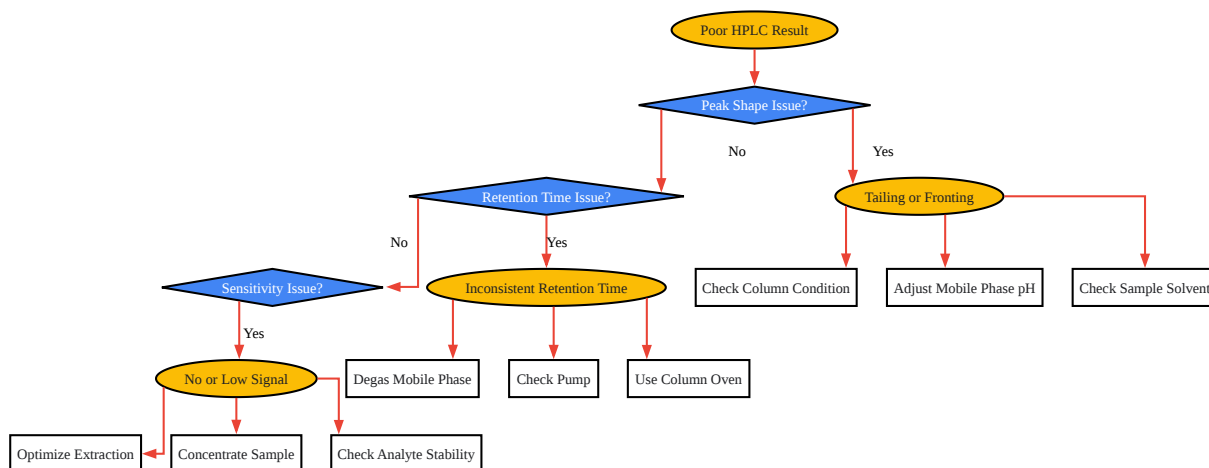 Poor HPLC Result
Peak Shape Issue?
No
Yes
Retention Time Issue?
Tailing or Fronting
No
Yes
Sensitivity Issue?
Inconsistent Retention Time
Check Column Condition
Adjust Mobile Phase pH
Check Sample Solvent
Yes
No or Low Signal
Degas Mobile Phase
Check Pump
Use Column Oven
Optimize Extraction
Concentrate Sample
Check Analyte Stability